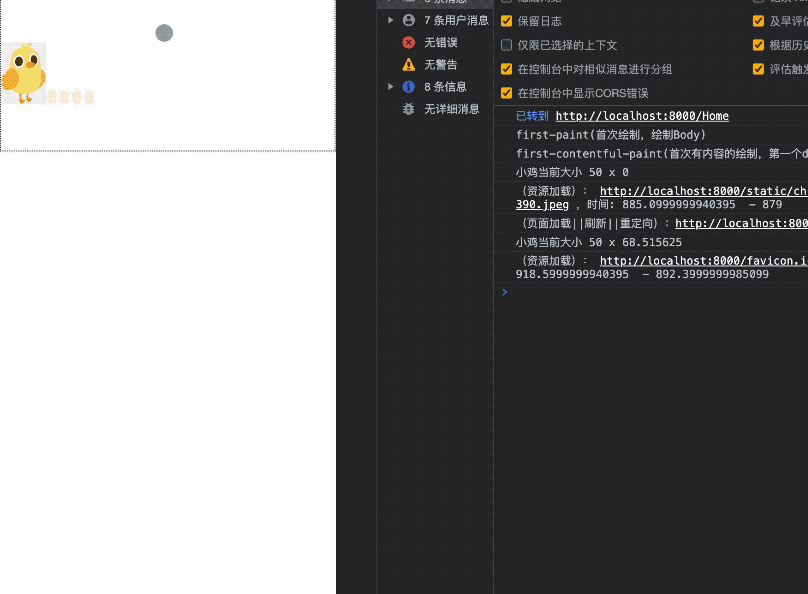 7 条用户消息
无错误
无警告
8 条信息
无详细消息
保留日志
及早评估
仅限已选择的上下文
根据历史
在控制台中对相似消息进行分组
评估触发
在控制台中显示CORS错误
已转到 http://localhost:8000/Home
first-paint(首次绘制，绘制Body)
first-contentful-paint(首次有内容的绘制，第一个d
小鸡当前大小 50 x 0
（资源加载）： http://localhost:8000/static/ch
390.jpeg ，时间: 885.0999999940395 - 879
（页面加载||刷新||重定向）：http://localhost:800
小鸡当前大小 50 x 68.515625
（资源加载）： http://localhost:8000/favicon.i
918.5999999940395 - 892.3999999985099